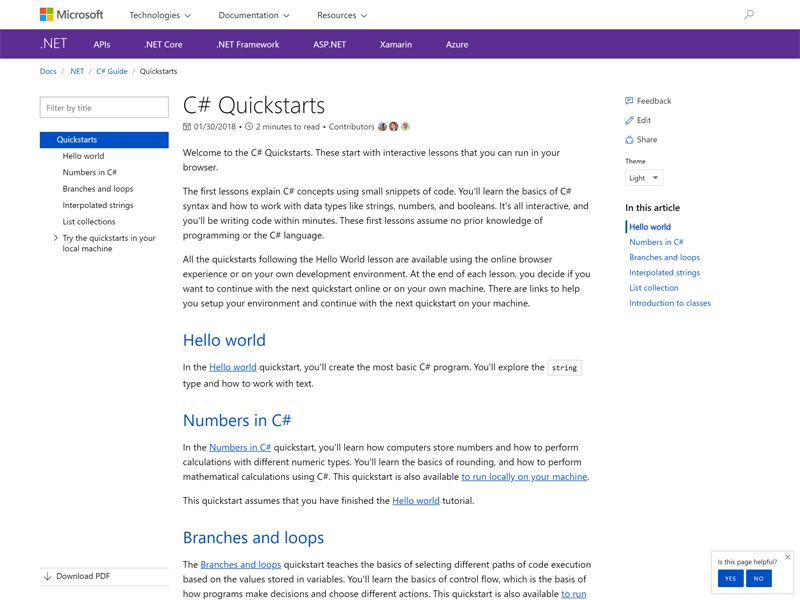 Microsoft
Technologies
Documentation
Resources
.NET
APIs
.NET Core
.NET Framework
ASP.NET
Xamarin
Azure
Docs / .NET / C# Guide / Quickstarts
Filter by title
Quickstarts
Hello world
Numbers in C#
Branches and loops
Interpolated strings
List collections
Try the quickstarts in your
local machine
Download PDF
C# Quickstarts
01/30/2018 • 2 minutes to read • Contributors
Welcome to the C# Quickstarts. These start with interactive lessons that you can run in your
browser.
The first lessons explain C# concepts using small snippets of code. You'll learn the basics of C#
syntax and how to work with data types like strings, numbers, and booleans. It's all interactive, and
you'll be writing code within minutes. These first lessons assume no prior knowledge of
programming or the C# language.
All the quickstarts following the Hello World lesson are available using the online browser
experience or on your own development environment. At the end of each lesson, you decide if you
want to continue with the next quickstart online or on your own machine. There are links to help
you setup your environment and continue with the next quickstart on your machine.
Hello world
In the Hello world quickstart, you'll create the most basic C# program. You'll explore the string
type and how to work with text.
Numbers in C#
In the Numbers in C# quickstart, you'll learn how computers store numbers and how to perform
calculations with different numeric types. You'll learn the basics of rounding, and how to perform
mathematical calculations using C#. This quickstart is also available to run locally on your machine.
This quickstart assumes that you have finished the Hello world tutorial.
Branches and loops
The Branches and loops quickstart teaches the basics of selecting different paths of code execution
based on the values stored in variables. You'll learn the basics of control flow, which is the basis of
how programs make decisions and choose different actions. This quickstart is also available to run
Feedback
Edit
Share
Theme
Light
In this article
Hello world
Numbers in C#
Branches and loops
Interpolated strings
List collection
Introduction to classes
Is this page helpful?
YES
NO